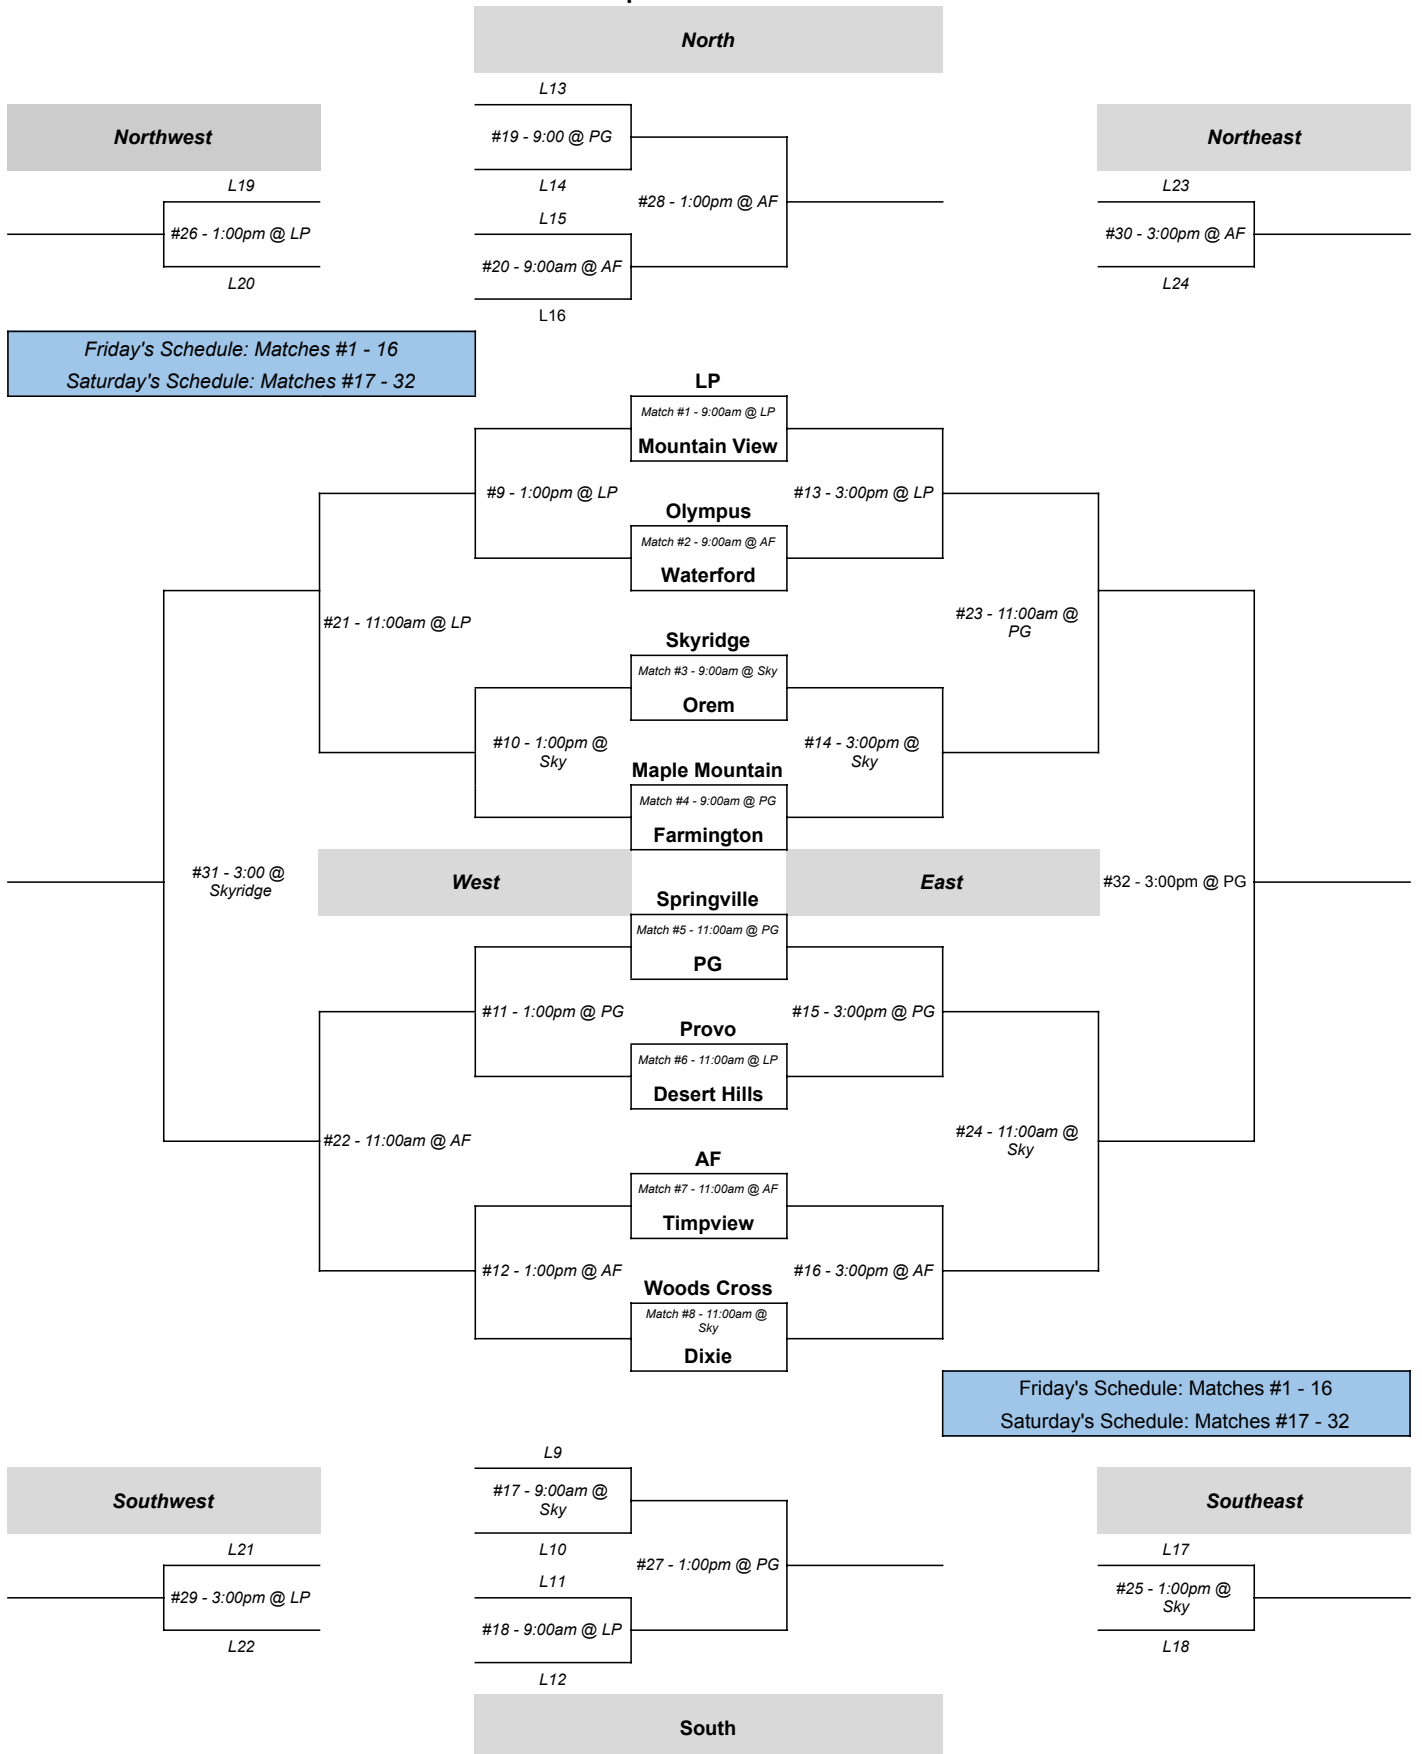 North
L13
Northwest
#19 - 9:00 @ PG
Northeast
L19
L14
L23
#28 - 1:00pm @ AF
L15
#26 - 1:00pm @ LP
#30 - 3:00pm @ AF
#20 - 9:00am @ AF
L20
L24
L16
Friday's Schedule: Matches #1 - 16
Saturday's Schedule: Matches #17 - 32
LP
Match #1 - 9:00am @ LP
Mountain View
#9 - 1:00pm @ LP
#13 - 3:00pm @ LP
Olympus
Match #2 - 9:00am @ AF
Waterford
#21 - 11:00am @ LP
#23 - 11:00am @
PG
Skyridge
Match #3 - 9:00am @ Sky
Orem
#10 - 1:00pm @
Sky
#14 - 3:00pm @
Sky
Maple Mountain
Match #4 - 9:00am @ PG
Farmington
#31 - 3:00 @
Skyridge
West
East
#32 - 3:00pm @ PG
Springville
Match #5 - 11:00am @ PG
PG
#11 - 1:00pm @ PG
#15 - 3:00pm @ PG
Provo
Match #6 - 11:00am @ LP
Desert Hills
#22 - 11:00am @ AF
#24 - 11:00am @
Sky
AF
Match #7 - 11:00am @ AF
Timpview
#12 - 1:00pm @ AF
#16 - 3:00pm @ AF
Woods Cross
Match #8 - 11:00am @
Sky
Dixie
Friday's Schedule: Matches #1 - 16
Saturday's Schedule: Matches #17 - 32
L9
Southwest
#17 - 9:00am @
Sky
Southeast
L21
L10
L17
#27 - 1:00pm @ PG
L11
#29 - 3:00pm @ LP
#25 - 1:00pm @
Sky
#18 - 9:00am @ LP
L22
L18
L12
South